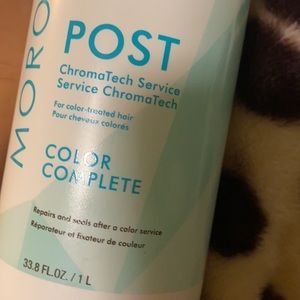 MORO
POST
ChromaTech Service
Service ChromaTech
For color-treated hair
Pour cheveux colorés
COLOR
COMPLETE
Repairs and seals after a color service
Réparateur et fixateur de couleur
33.8 FL.OZ. / 1 L